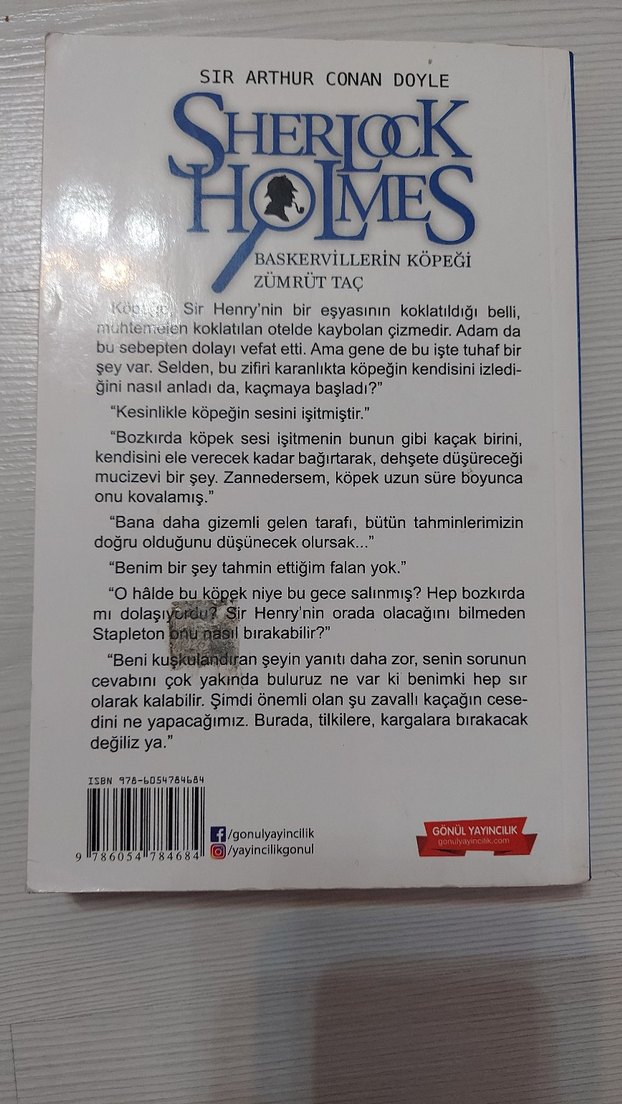 SIR ARTHUR CONAN DOYLE
SHERLOCK
HOLMES
BASKERVİLLERİN KÖPEĞİ
ZÜMRÜT TAÇ
“Köpeğe, Sir Henry’nin bir eşyasının koklatıldığı belli,
muhtemelen koklatılan otelde kaybolan çizmedir. Adam da
bu sebepten dolayı vefat etti. Ama gene de bu işte tuhaf bir
şey var. Selden, bu zifiri karanlıkta köpeğin kendisini izledi-
ğini nasıl anladı da, kaçmaya başladı?”
“Kesinlikle köpeğin sesini işitmiştir.”
“Bozkırda köpek sesi işitmenin bunun gibi kaçak birini,
kendisini ele verecek kadar bağırtarak, dehşete düşüreceği
mucizevi bir şey. Zannedersem, köpek uzun süre boyunca
onu kovalamış.”
“Bana daha gizemli gelen tarafı, bütün tahminlerimizin
doğru olduğunu düşünecek olursak...”
“Benim bir şey tahmin ettiğim falan yok.”
“O hâlde bu köpek niye bu gece salınmış? Hep bozkırda
mı dolaşıyordu? Sir Henry’nin orada olacağını bilmeden
Stapleton onu nasıl bırakabilir?”
“Beni kuşkulandıran şeyin yanıtı daha zor, senin sorunun
cevabını çok yakında buluruz ne var ki benimki hep sır
olarak kalabilir. Şimdi önemli olan şu zavallı kaçağın cese-
dini ne yapacağımız. Burada, tilkilere, kargalara bırakacak
değiliz ya.”
ISBN 978-6054784684
9 786054 784684
/gonulyayincilik
/yayincilikgonul
GÖNÜL YAYINCILIK
gonulyayincilik.com